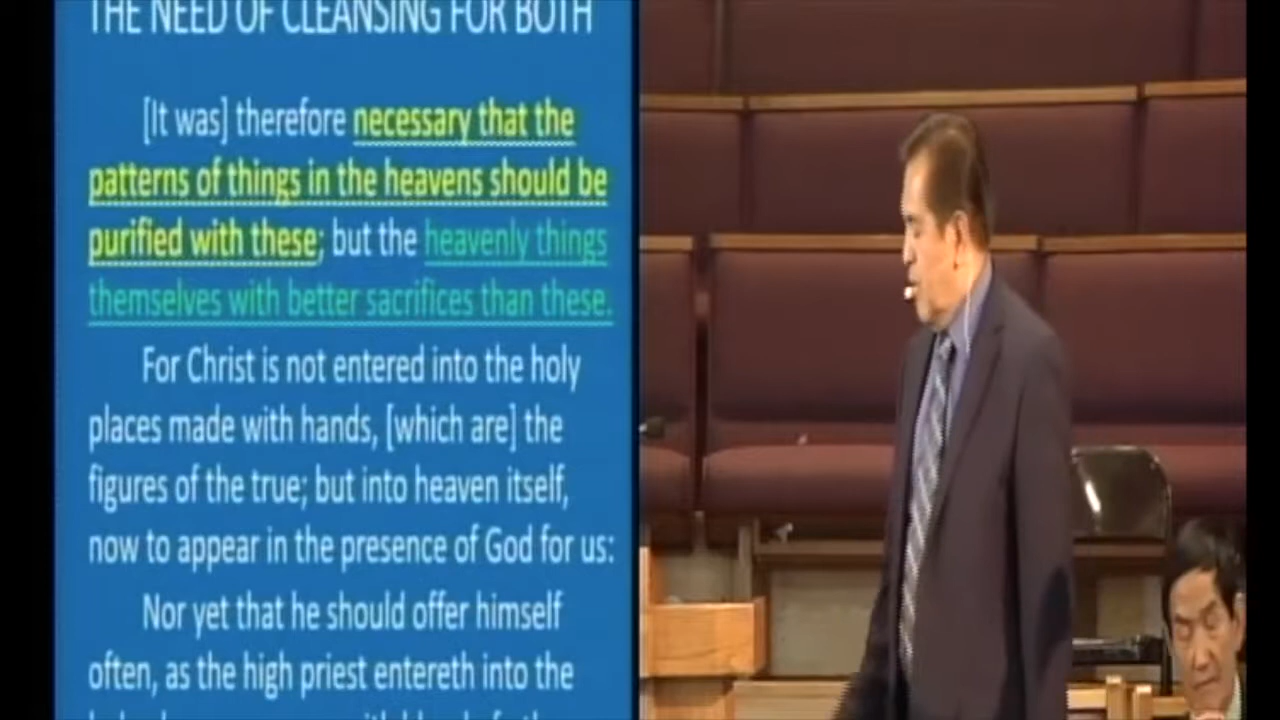 THE NEED OF CLEANSING FOR BOTH
[It was] therefore necessary that the
patterns of things in the heavens should be
purified with these; but the heavenly things
themselves with better sacrifices than these.
For Christ is not entered into the holy
places made with hands, [which are] the
figures of the true; but into heaven itself,
now to appear in the presence of God for us:
Nor yet that he should offer himself
often, as the high priest entereth into the